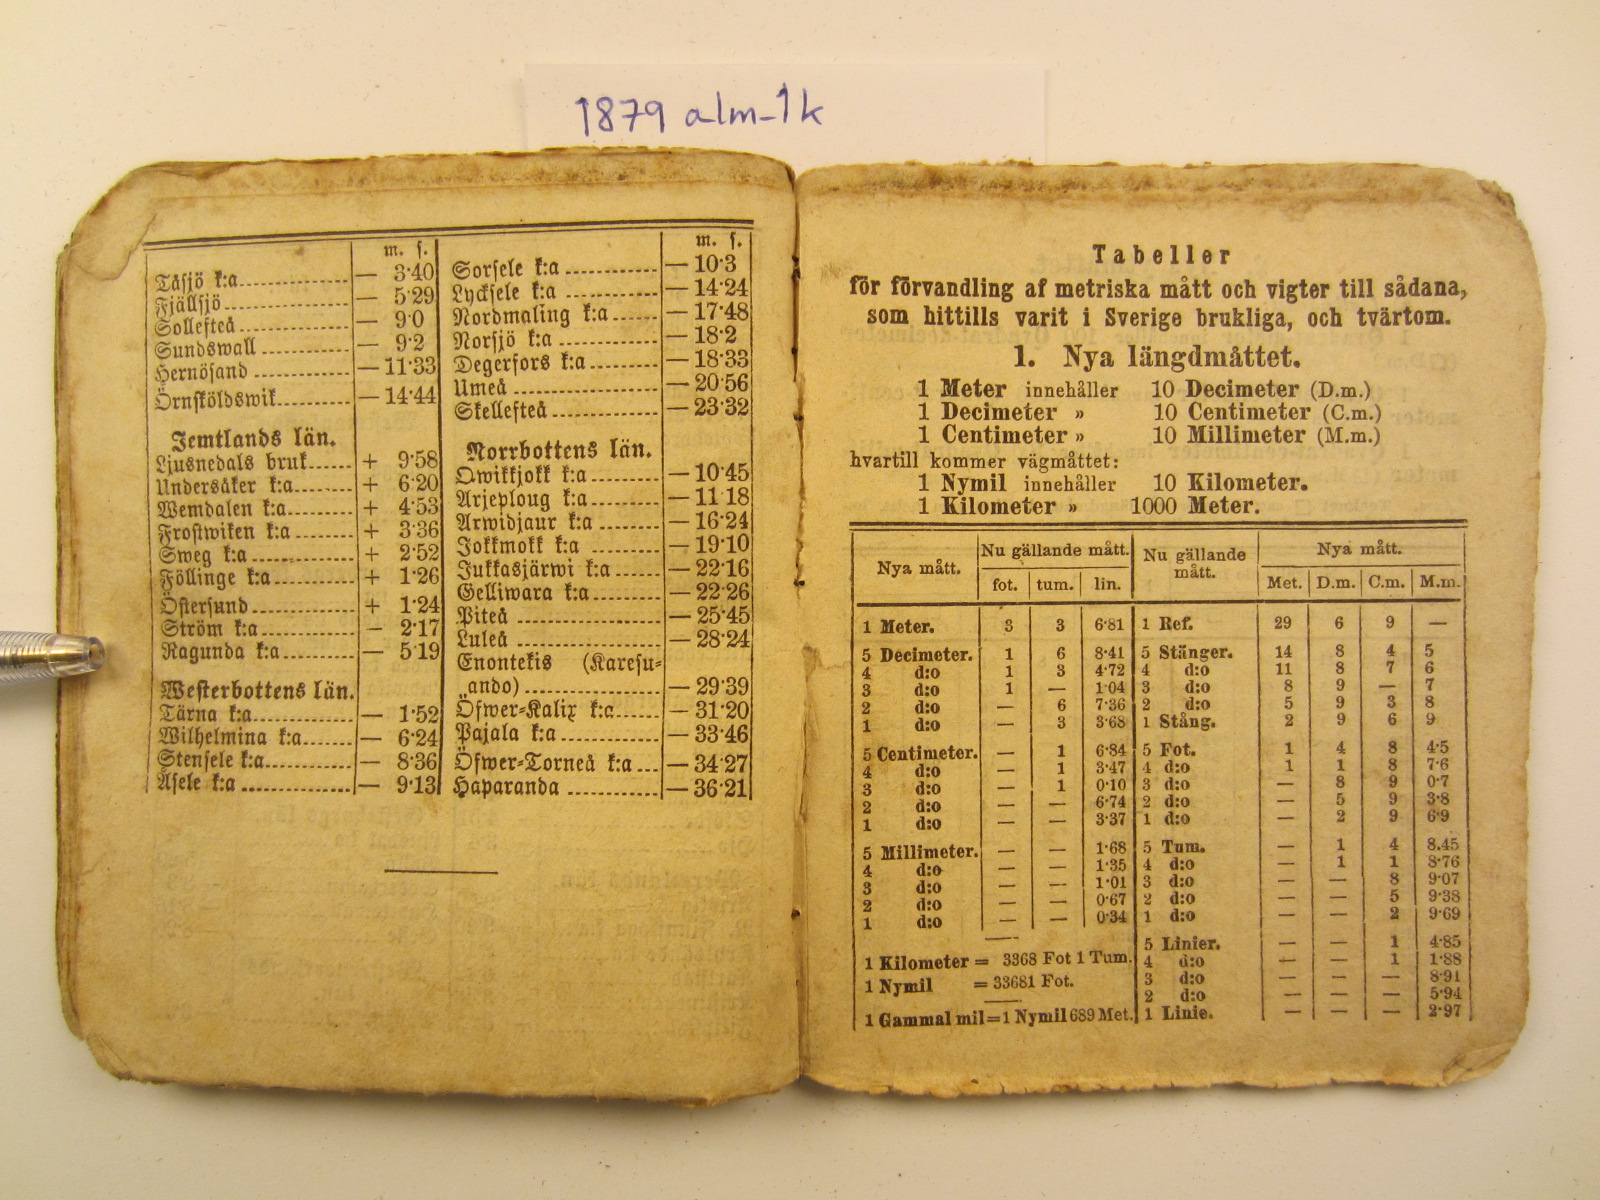 1879 alm-1k
m. s.
Tåsjö k:a — 3·40
Fjällsjö — 5·29
Sollefteå — 9·0
Sundswall — 9·2
Hernösand — 11·33
Örnsköldswik — 14·44
Jemtlands län.
Ljusnedals bruk + 9·58
Undersåker k:a + 6·20
Wemdalen k:a + 4·53
Frostwiken k:a + 3·36
Sweg k:a + 2·52
Föllinge k:a + 1·26
Östersund + 1·24
Ström k:a — 2·17
Ragunda k:a — 5·19
Westerbottens län.
Tärna k:a — 1·52
Wilhelmina k:a — 6·24
Stensele k:a — 8·36
Åsele k:a — 9·13
m. s.
Sorsele k:a — 10·3
Lycksele k:a — 14·24
Nordmaling k:a — 17·48
Norsjö k:a — 18·2
Degerfors k:a — 18·33
Umeå — 20·56
Skellefteå — 23·32
Norrbottens län.
Qwikkjokk k:a — 10·45
Arjeploug k:a — 11·18
Arwidjaur k:a — 16·24
Jokkmokk k:a — 19·10
Jukkasjärwi k:a — 22·16
Gelliwara k:a — 22·26
Piteå — 25·45
Luleå — 28·24
Enontekis (Karesu-
ando) — 29·39
Öfwer-Kalix k:a — 31·20
Pajala k:a — 33·46
Öfwer-Torneå k:a — 34·27
Haparanda — 36·21
Tabeller
för förvandling af metriska mått och vigter till sådana,
som hittills varit i Sverige brukliga, och tvärtom.
1. Nya längdmåttet.
1 Meter innehåller 10 Decimeter (D.m.)
1 Decimeter » 10 Centimeter (C.m.)
1 Centimeter » 10 Millimeter (M.m.)
hvartill kommer vägmåttet:
1 Nymil innehåller 10 Kilometer.
1 Kilometer » 1000 Meter.
Nya mått. Nu gällande mått.
fot. tum. lin.
1 Meter. 3 3 6·81
5 Decimeter. 1 6 8·41
4 d:o 1 3 4·72
3 d:o 1 — 1·04
2 d:o — 6 7·36
1 d:o — 3 3·68
5 Centimeter. — 1 6·84
4 d:o — 1 3·47
3 d:o — 1 0·10
2 d:o — — 6·74
1 d:o — — 3·37
5 Millimeter. — — 1·68
4 d:o — — 1·35
3 d:o — — 1·01
2 d:o — — 0·67
1 d:o — — 0·34
1 Kilometer = 3368 Fot 1 Tum.
1 Nymil = 33681 Fot.
1 Gammal mil = 1 Nymil 689 Met.
Nu gällande
mått.
Nya mått.
Met. D.m. C.m. M.m.
1 Ref. 29 6 9 —
5 Stänger. 14 8 4 5
4 d:o 11 8 7 6
3 d:o 8 9 — 7
2 d:o 5 9 3 8
1 Stång. 2 9 6 9
5 Fot. 1 4 8 4·5
4 d:o 1 1 8 7·6
3 d:o — 8 9 0·7
2 d:o — 5 9 3·8
1 d:o — 2 9 6·9
5 Tum. — 1 4 8.45
4 d:o — 1 1 8·76
3 d:o — — 8 9·07
2 d:o — — 5 9·38
1 d:o — — 2 9·69
5 Linier. — — 1 4·85
4 d:o — — 1 1·88
3 d:o — — — 8·91
2 d:o — — — 5·94
1 Linie. — — — 2·97